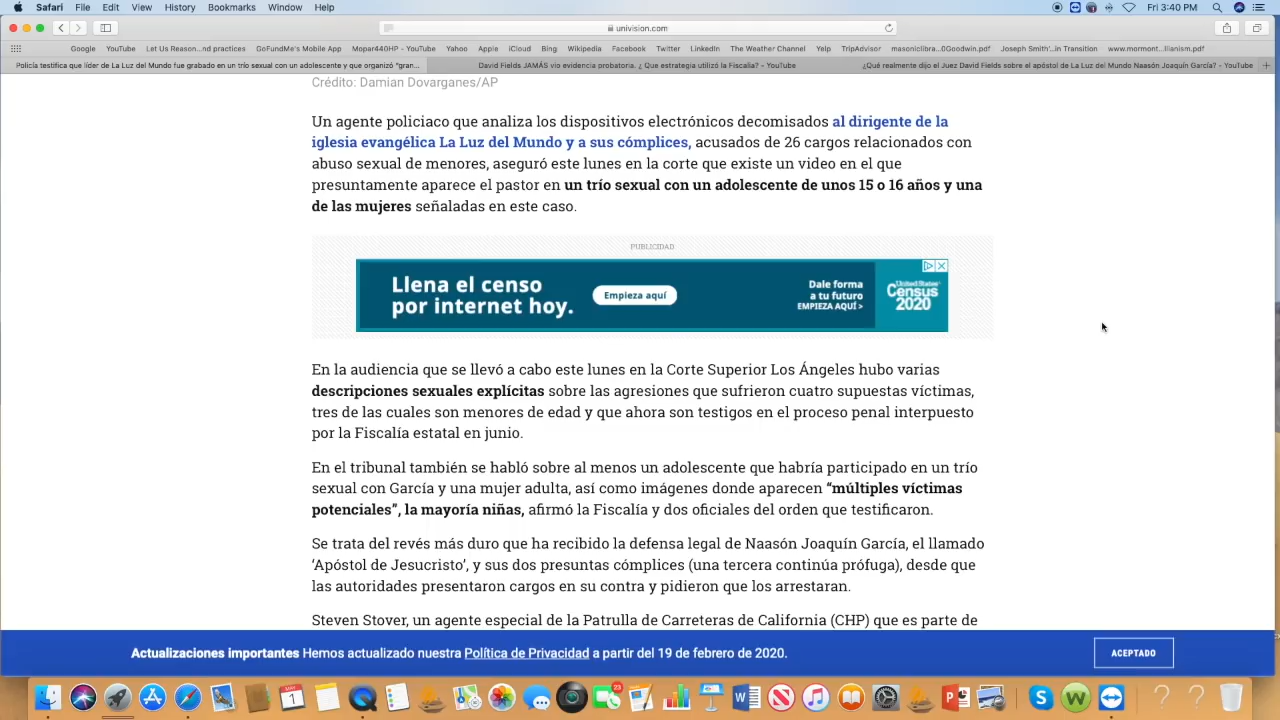 Safari File Edit View History Bookmarks Window Help Fri 3:40 PM
univision.com
Google YouTube Let Us Reason...nd practices GoFundMe's Mobile App Mopar440HP - YouTube Yahoo Apple iCloud Bing Wikipedia Facebook Twitter LinkedIn The Weather Channel Yelp TripAdvisor masoniclibra...0Goodwin.pdf Joseph Smith'...in Transition www.mormont...llianism.pdf
Policía testifica que líder de La Luz del Mundo fue grabado en un trío sexual con un adolescente y que organizó "gran... David Fields JAMÁS vio evidencia probatoria. ¿ Que estrategia utilizó la Fiscalia? - YouTube ¿Qué realmente dijo el Juez David Fields sobre el apóstol de La Luz del Mundo Naasón Joaquín García? - YouTube
Crédito: Damian Dovarganes/AP
Un agente policiaco que analiza los dispositivos electrónicos decomisados al dirigente de la
iglesia evangélica La Luz del Mundo y a sus cómplices, acusados de 26 cargos relacionados con
abuso sexual de menores, aseguró este lunes en la corte que existe un video en el que
presuntamente aparece el pastor en un trío sexual con un adolescente de unos 15 o 16 años y una
de las mujeres señaladas en este caso.
PUBLICIDAD
Llena el censo
por internet hoy.
Empieza aquí
Dale forma
a tu futuro
EMPIEZA AQUÍ >
United States
Census
2020
En la audiencia que se llevó a cabo este lunes en la Corte Superior Los Ángeles hubo varias
descripciones sexuales explícitas sobre las agresiones que sufrieron cuatro supuestas víctimas,
tres de las cuales son menores de edad y que ahora son testigos en el proceso penal interpuesto
por la Fiscalía estatal en junio.
En el tribunal también se habló sobre al menos un adolescente que habría participado en un trío
sexual con García y una mujer adulta, así como imágenes donde aparecen “múltiples víctimas
potenciales”, la mayoría niñas, afirmó la Fiscalía y dos oficiales del orden que testificaron.
Se trata del revés más duro que ha recibido la defensa legal de Naasón Joaquín García, el llamado
‘Apóstol de Jesucristo’, y sus dos presuntas cómplices (una tercera continúa prófuga), desde que
las autoridades presentaron cargos en su contra y pidieron que los arrestaran.
Steven Stover, un agente especial de la Patrulla de Carreteras de California (CHP) que es parte de
Actualizaciones importantes Hemos actualizado nuestra Política de Privacidad a partir del 19 de febrero de 2020.
ACEPTADO